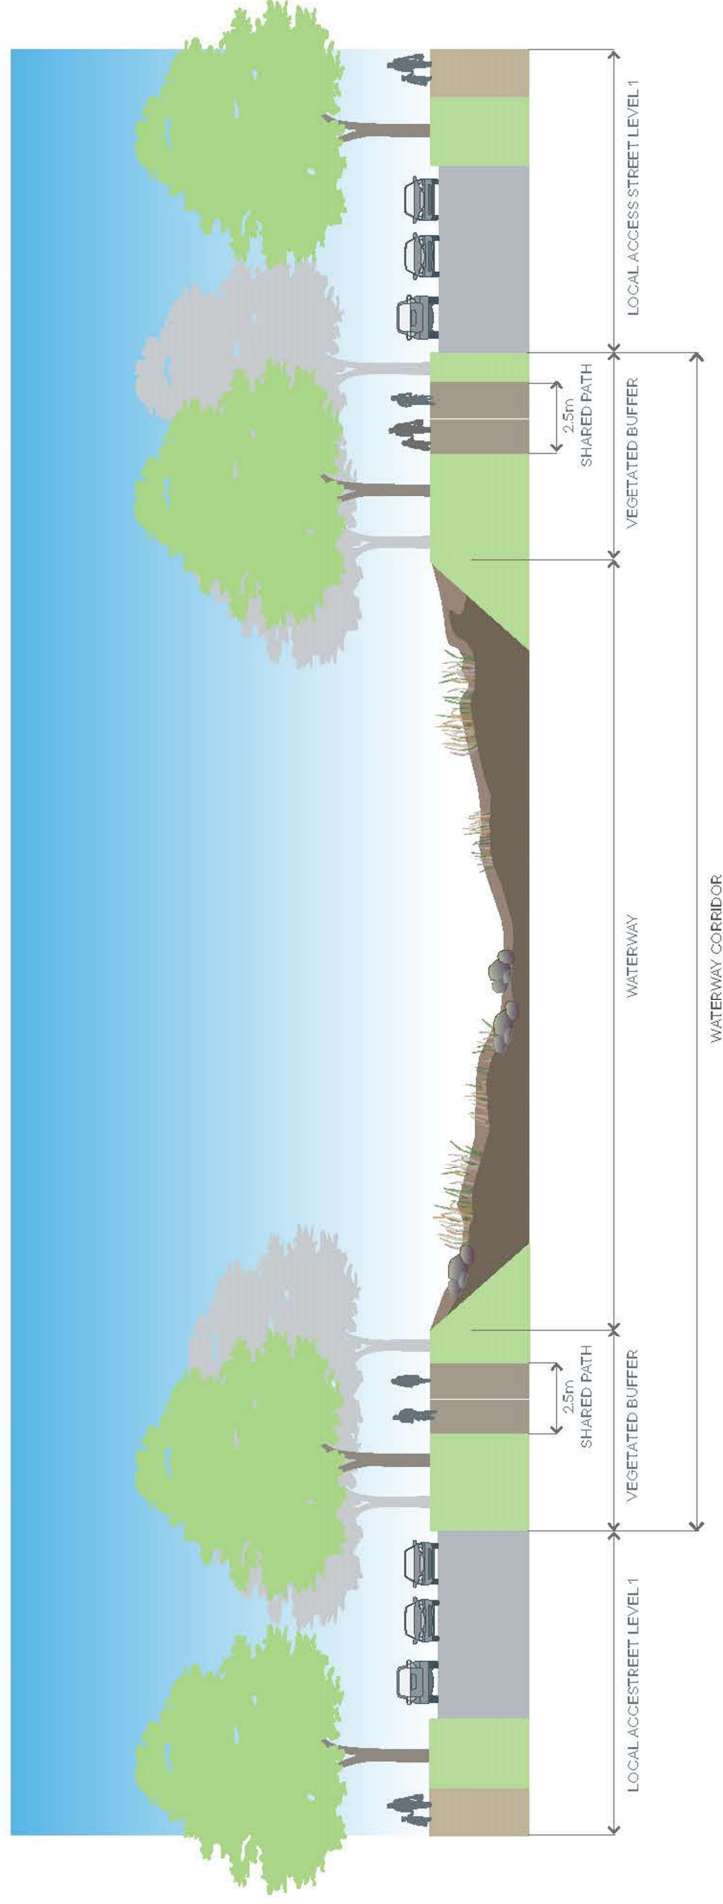 2.5m
SHARED PATH
2.5m
SHARED PATH
LOCAL ACCESTREET LEVEL 1
VEGETATED BUFFER
WATERWAY
VEGETATED BUFFER
LOCAL ACCESS STREET LEVEL 1
WATERWAY CORRIDOR